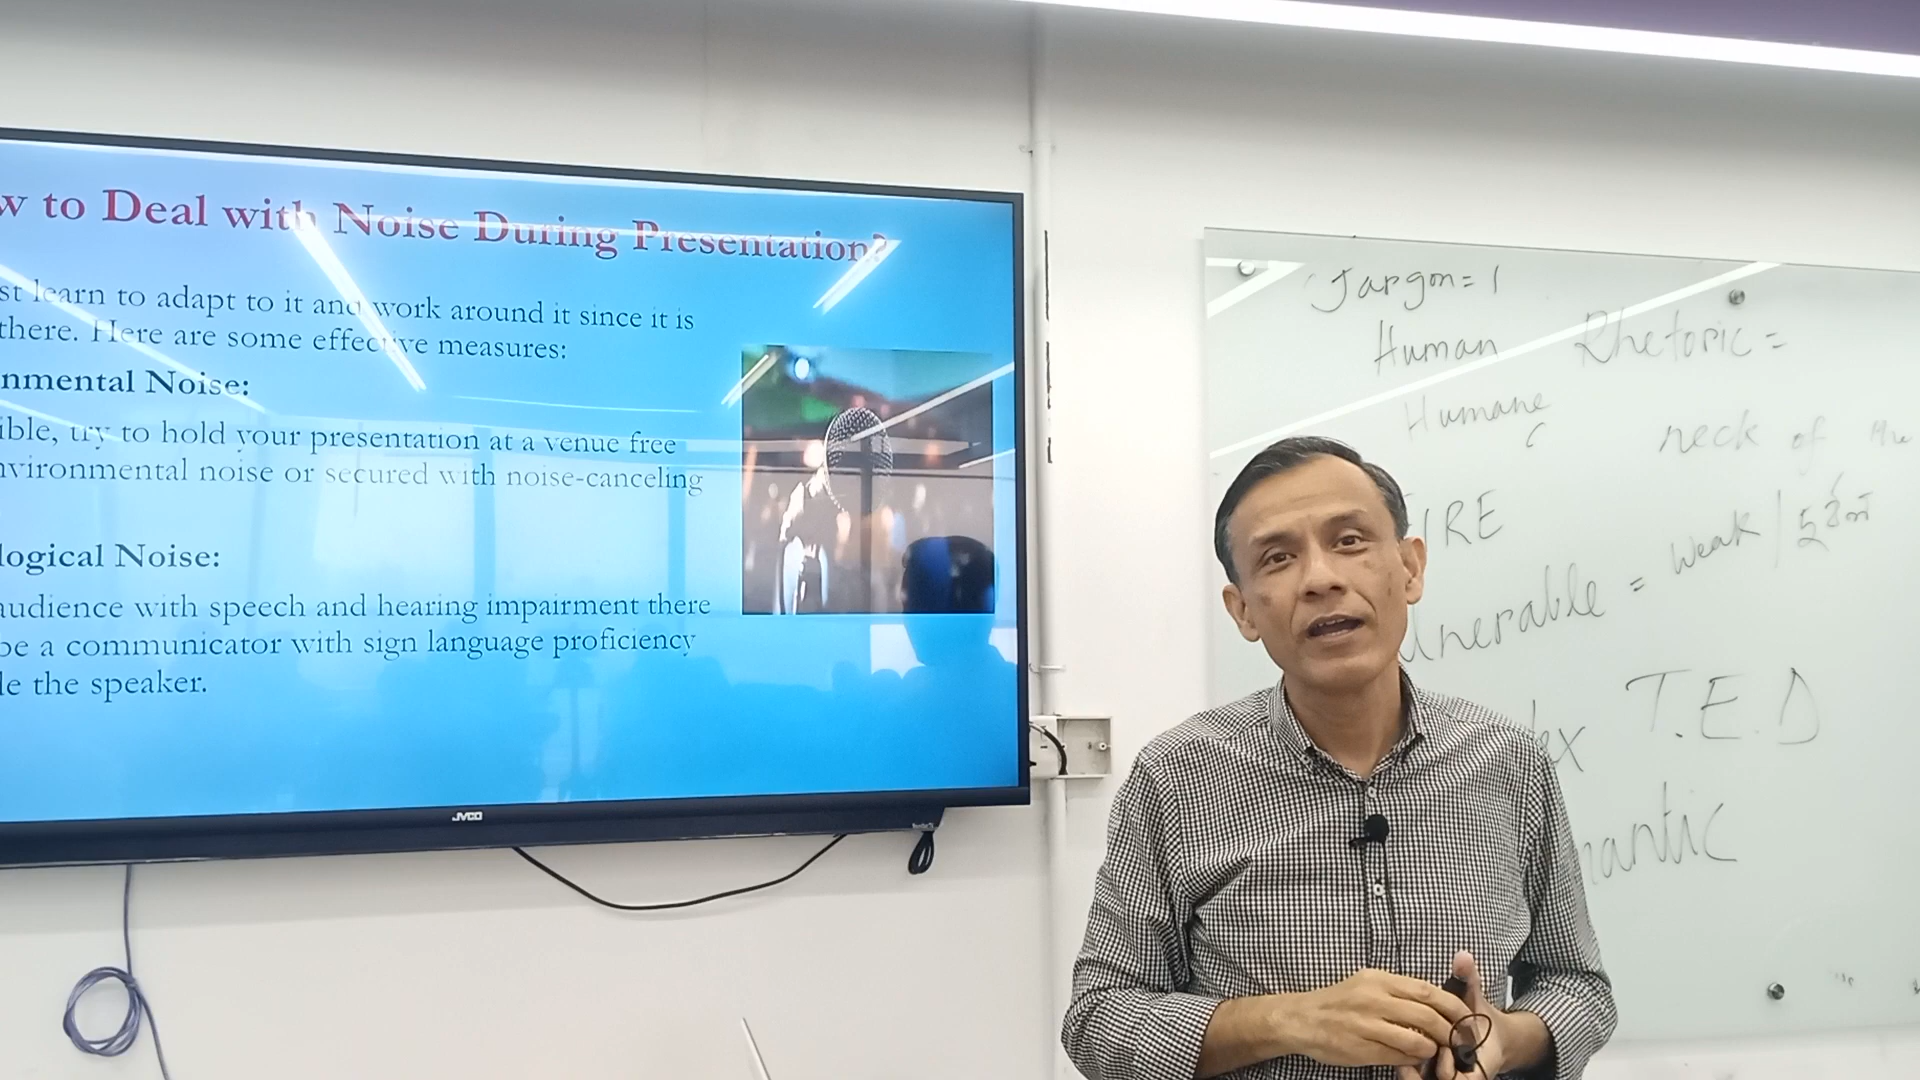 w to Deal with Noise During Presentation?
st learn to adapt to it and work around it since it is
there. Here are some effective measures:
nmental Noise:
ible, try to hold your presentation at a venue free
nvironmental noise or secured with noise-canceling
logical Noise:
audience with speech and hearing impairment there
be a communicator with sign language proficiency
le the speaker.
JVCO
Jargon = 1
Human Rhetoric =
Humane
neck of the
IRE
ulnerable = weak /
T.E.D
mantic